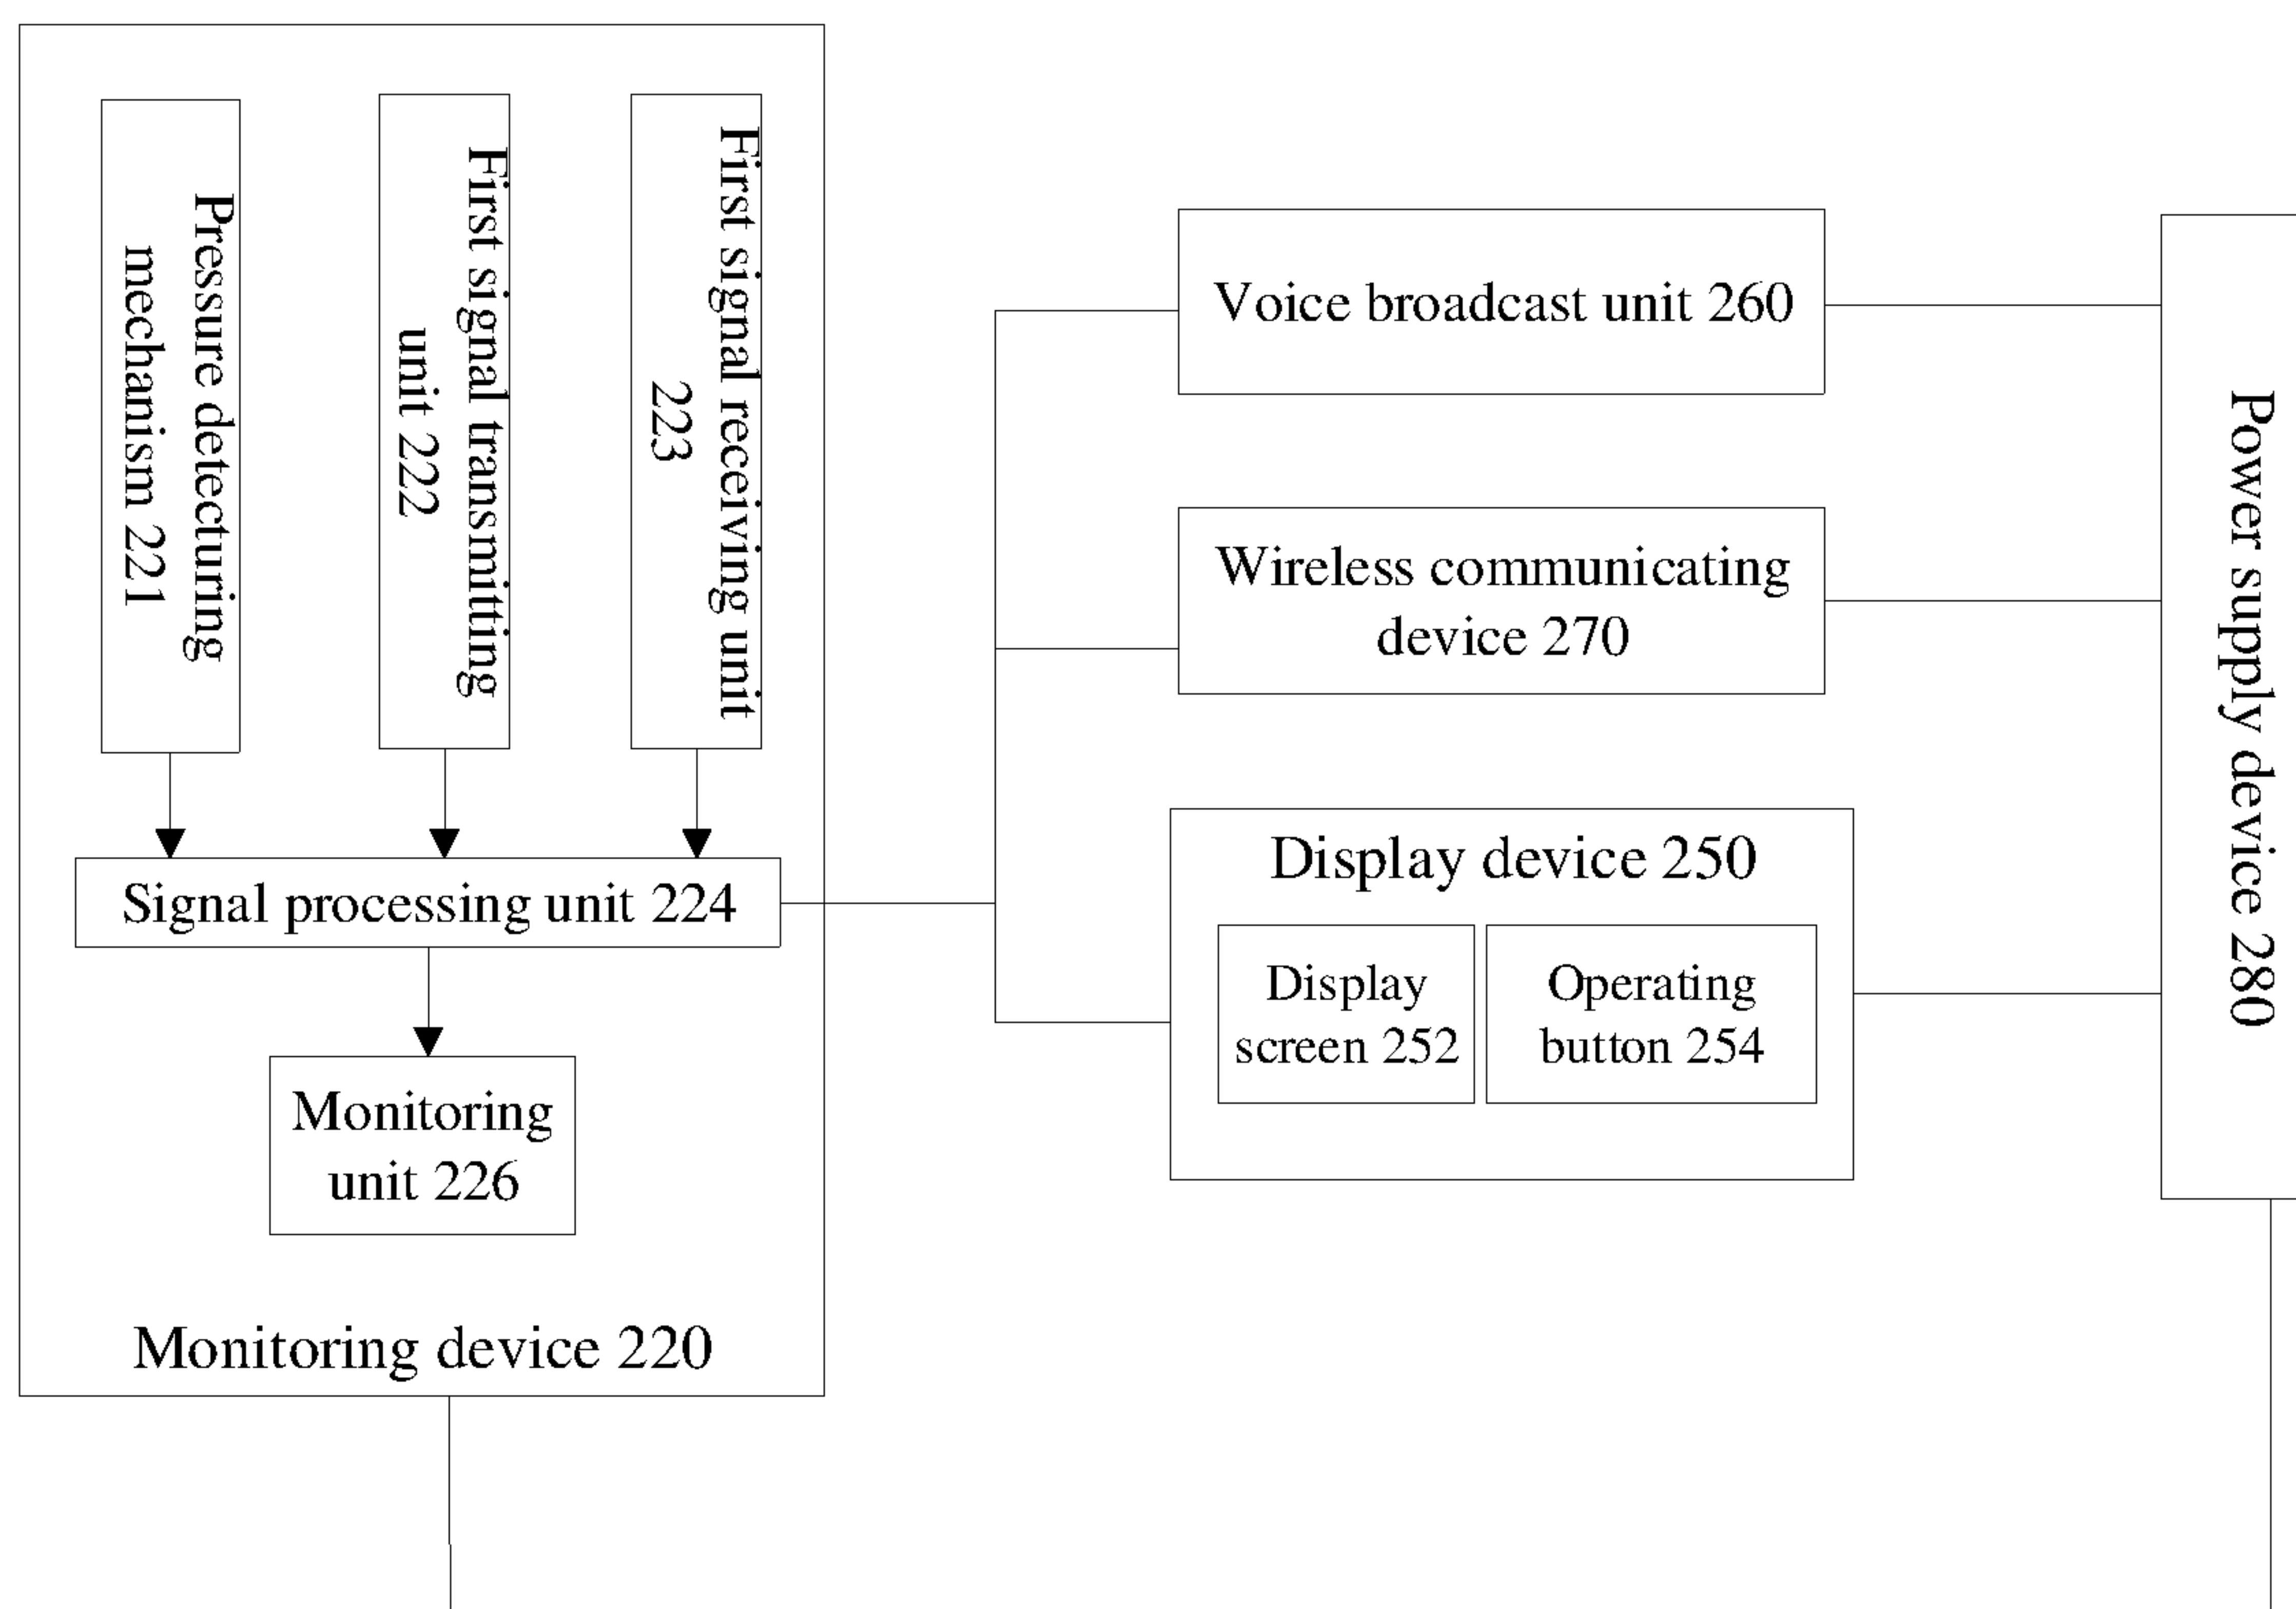 Pressure detecturing
mechanism 221
First signal transmitting
unit 222
First signal receiving unit
223
Signal processing unit 224
Monitoring
unit 226
Monitoring device 220
Voice broadcast unit 260
Wireless communicating
device 270
Display device 250
Display
screen 252
Operating
button 254
Power supply device 280